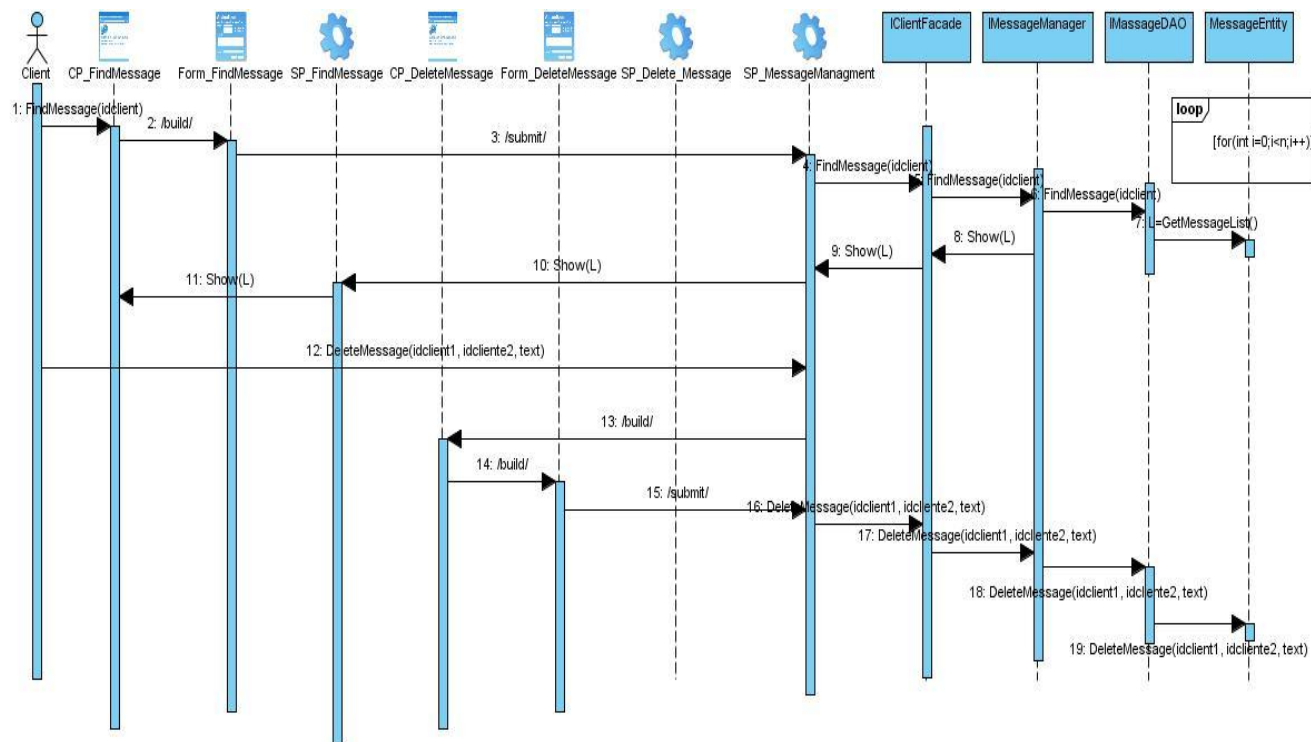 IClientFacade
IMessageManager
IMassageDAO
MessageEntity
Client
CP_FindMessage
Form_FindMessage
SP_FindMessage
CP_DeleteMessage
Form_DeleteMessage
SP_Delete_Message
SP_MessageManagment
loop
[for(int i=0;i<n;i++)
1: FindMessage(idclient)
2: /build/
3: /submit/
4: FindMessage(idclient)
5: FindMessage(idclient)
6: FindMessage(idclient)
7: L=GetMessageList()
8: Show(L)
9: Show(L)
10: Show(L)
11: Show(L)
12: DeleteMessage(idclient1, idcliente2, text)
13: /build/
14: /build/
15: /submit/
16: DeleteMessage(idclient1, idcliente2, text)
17: DeleteMessage(idclient1, idcliente2, text)
18: DeleteMessage(idclient1, idcliente2, text)
19: DeleteMessage(idclient1, idcliente2, text)